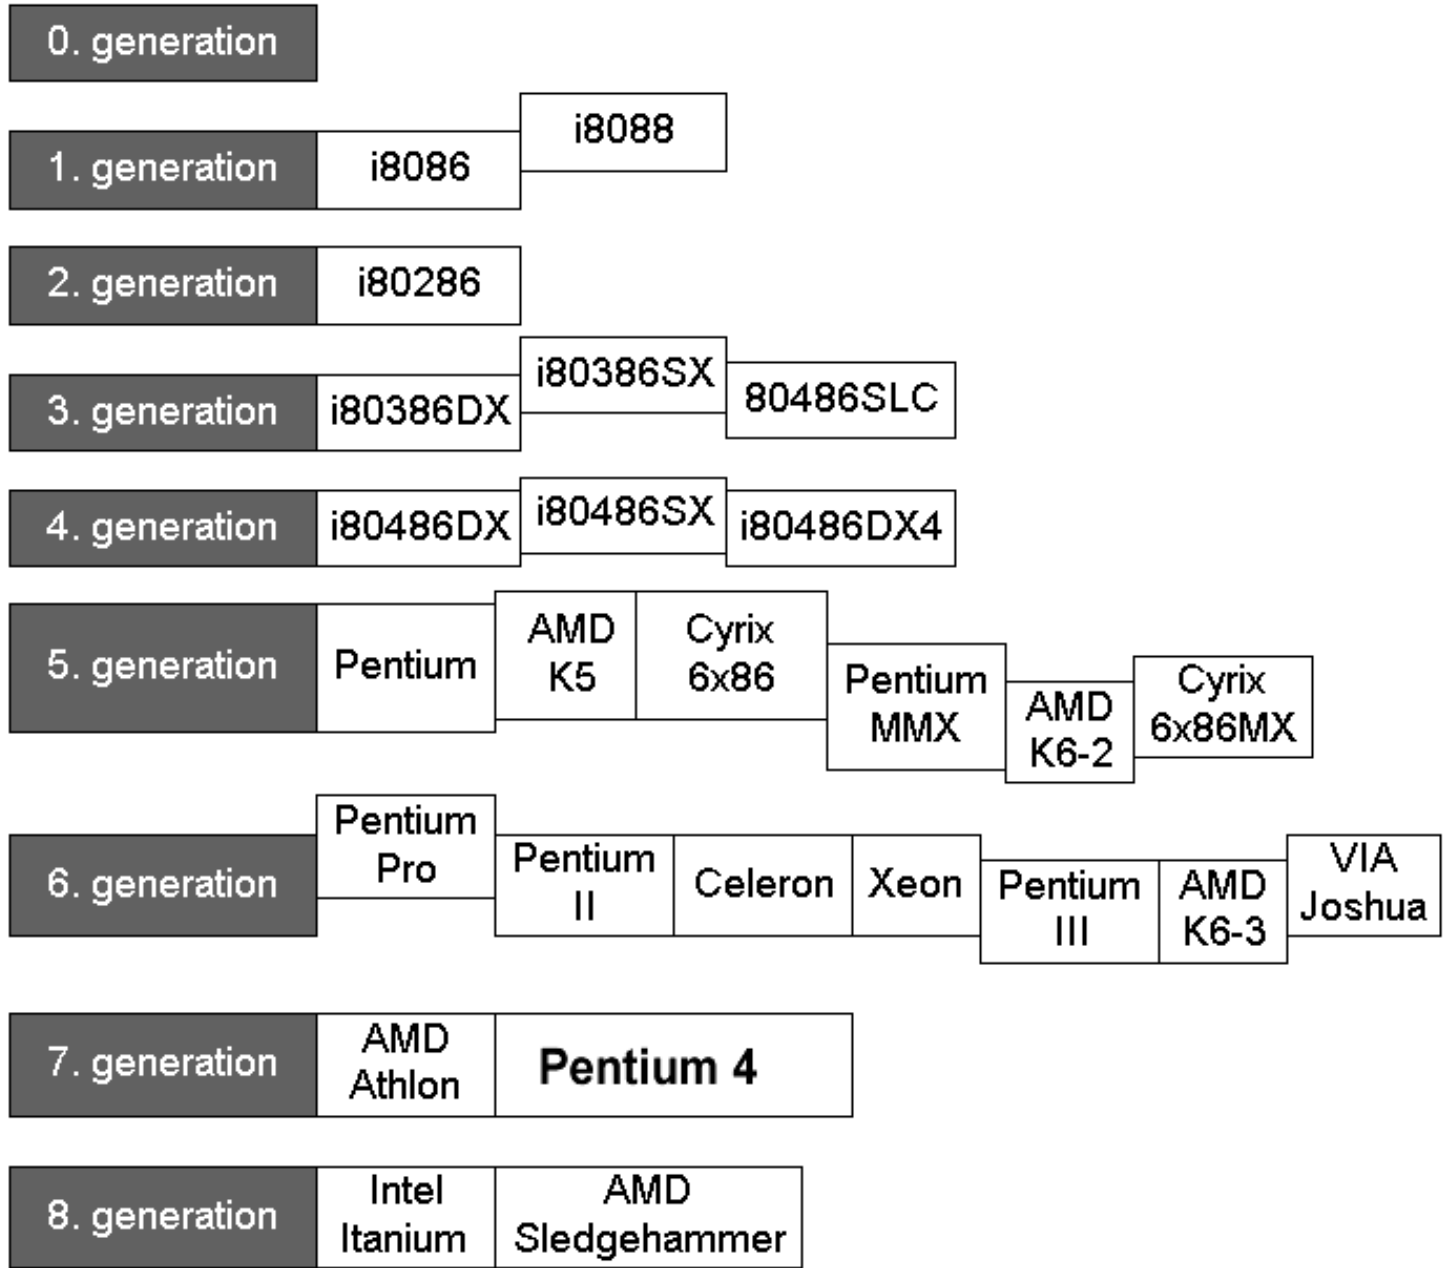 0. generation
1. generation
i8086
i8088
2. generation
i80286
3. generation
i80386DX
i80386SX
80486SLC
4. generation
i80486DX
i80486SX
i80486DX4
5. generation
Pentium
AMD
K5
Cyrix
6x86
Pentium
MMX
AMD
K6-2
Cyrix
6x86MX
6. generation
Pentium
Pro
Pentium
II
Celeron
Xeon
Pentium
III
AMD
K6-3
VIA
Joshua
7. generation
AMD
Athlon
Pentium 4
8. generation
Intel
Itanium
AMD
Sledgehammer